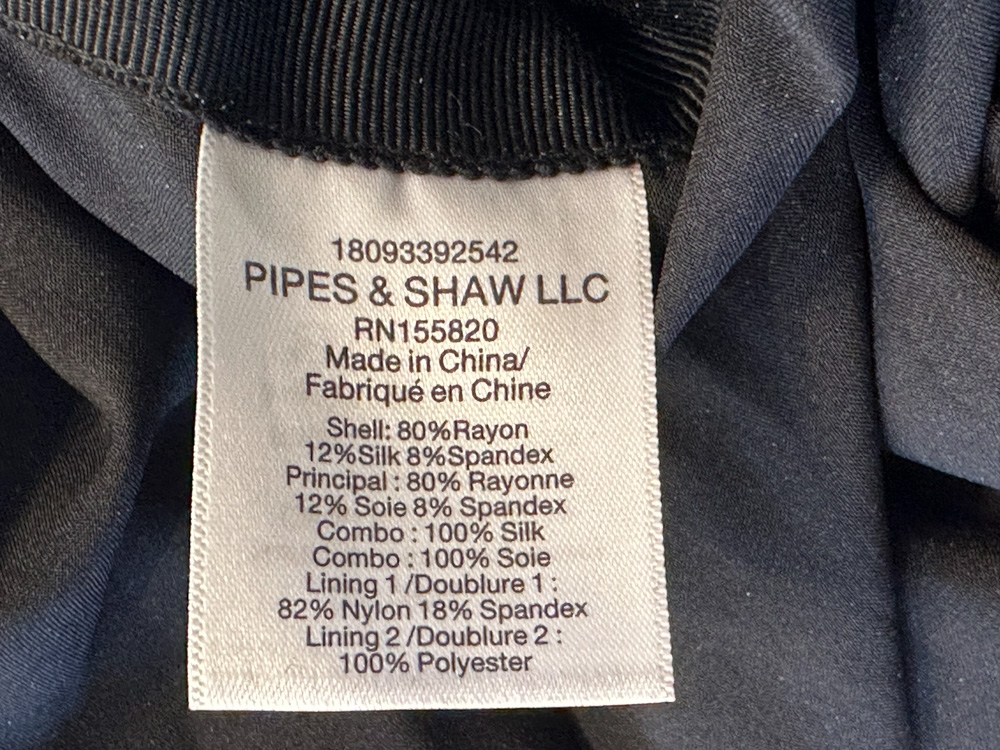 18093392542
PIPES & SHAW LLC
RN155820
Made in China/
Fabriqué en Chine
Shell: 80%Rayon
12%Silk 8%Spandex
Principal : 80% Rayonne
12% Soie 8% Spandex
Combo : 100% Silk
Combo : 100% Soie
Lining 1 /Doublure 1 :
82% Nylon 18% Spandex
Lining 2 /Doublure 2 :
100% Polyester